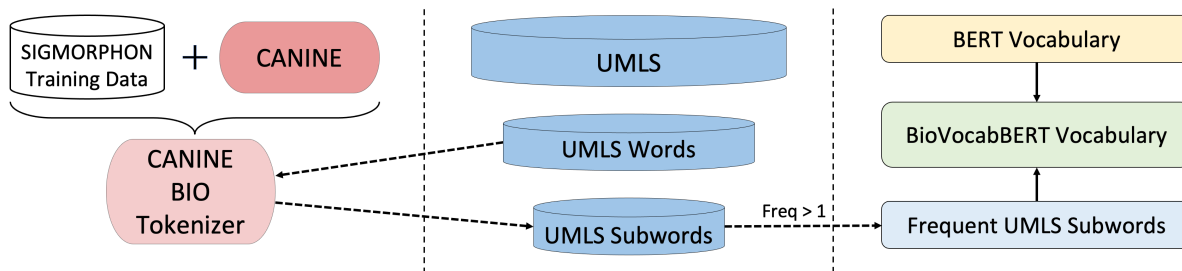 SIGMORPHON
Training Data
+
CANINE
CANINE
BIO
Tokenizer
UMLS
UMLS Words
UMLS Subwords
Freq > 1
BERT Vocabulary
BioVocabBERT Vocabulary
Frequent UMLS Subwords